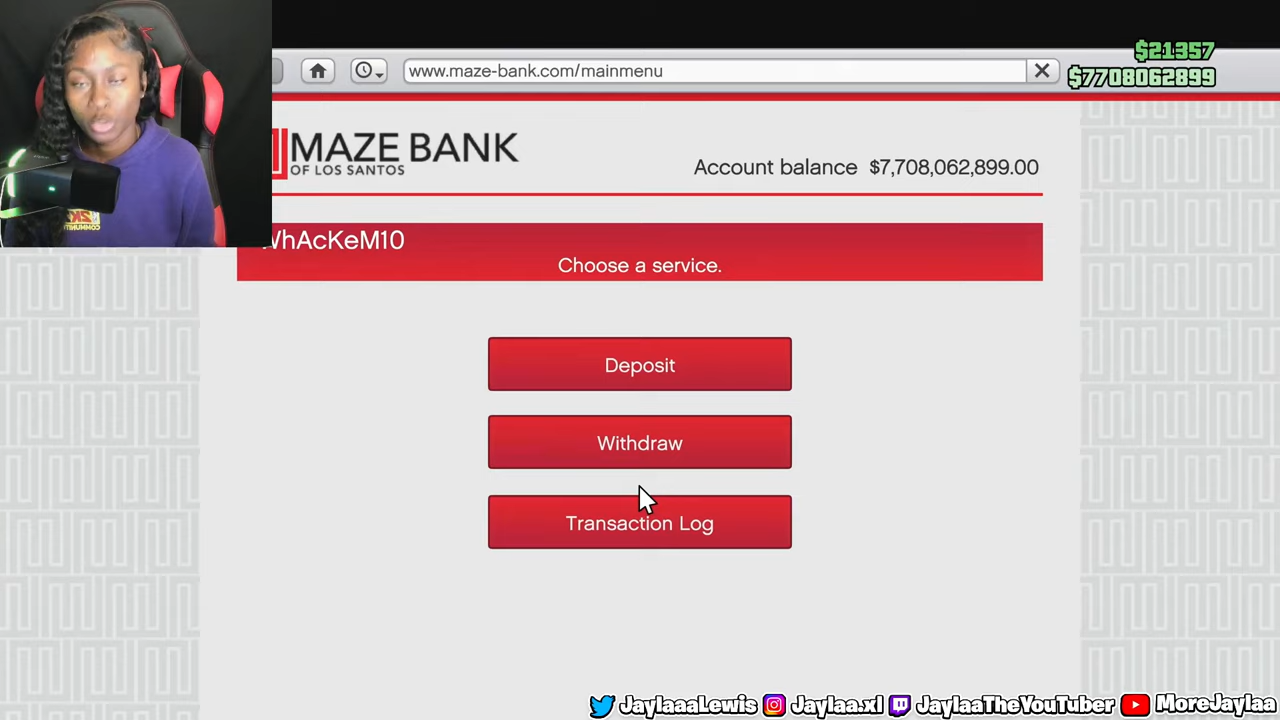 $21357
www.maze-bank.com/mainmenu
$7708062899
MAZE BANK
OF LOS SANTOS
Account balance $7,708,062,899.00
WhAcKeM10
Choose a service.
Deposit
Withdraw
Transaction Log
JaylaaaLewis Jaylaa.xl JaylaaTheYouTuber MoreJaylaa